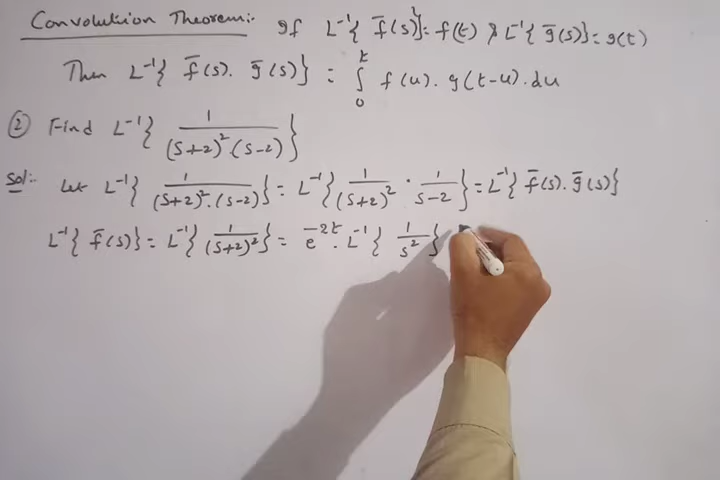 Convolution Theorem:- If L⁻¹{ f̄(s)} = f(t) & L⁻¹{ ḡ(s)} = g(t)
Then L⁻¹{ f̄(s). ḡ(s)} = ∫₀ᵗ f(u). g(t-u). du
② Find L⁻¹{ 1/((s+2)².(s-2)) }
Sol:- Let L⁻¹{ 1/((s+2)².(s-2)) } = L⁻¹{ 1/(s+2)² . 1/(s-2) } = L⁻¹{ f̄(s). ḡ(s)}
L⁻¹{ f̄(s)} = L⁻¹{ 1/(s+2)² } = e⁻²ᵗ. L⁻¹{ 1/s² }